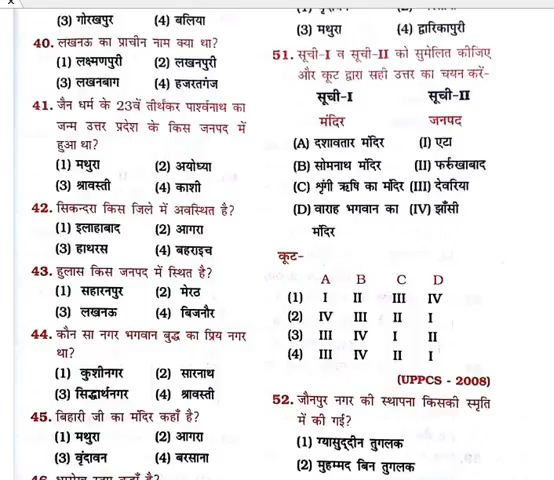 (3) गोरखपुर (4) बलिया
40. लखनऊ का प्राचीन नाम क्या था?
(1) लक्ष्मणपुरी (2) लखनपुरी
(3) लखनबाग (4) हजरतगंज
41. जैन धर्म के 23वें तीर्थंकर पार्श्वनाथ का
जन्म उत्तर प्रदेश के किस जनपद में
हुआ था?
(1) मथुरा (2) अयोध्या
(3) श्रावस्ती (4) काशी
42. सिकन्दरा किस जिले में अवस्थित है?
(1) इलाहाबाद (2) आगरा
(3) हाथरस (4) बहराइच
43. हुलास किस जनपद में स्थित है?
(1) सहारनपुर (2) मेरठ
(3) लखनऊ (4) बिजनौर
44. कौन सा नगर भगवान बुद्ध का प्रिय नगर
था?
(1) कुशीनगर (2) सारनाथ
(3) सिद्धार्थनगर (4) श्रावस्ती
45. बिहारी जी का मंदिर कहाँ है?
(1) मथुरा (2) आगरा
(3) वृंदावन (4) बरसाना
(3) मथुरा (4) द्वारिकापुरी
51. सूची-I व सूची-II को सुमेलित कीजिए
और कूट द्वारा सही उत्तर का चयन करें-
सूची-I सूची-II
मंदिर जनपद
(A) दशावतार मंदिर (I) एटा
(B) सोमनाथ मंदिर (II) फर्रुखाबाद
(C) शृंगी ऋषि का मंदिर (III) देवरिया
(D) वाराह भगवान का (IV) झाँसी
मंदिर
कूट-
A B C D
(1) I II III IV
(2) IV III II I
(3) III IV I II
(4) III IV II I
(UPPCS - 2008)
52. जौनपुर नगर की स्थापना किसकी स्मृति
में की गई?
(1) ग्यासुद्दीन तुगलक
(2) मुहम्मद बिन तुगलक